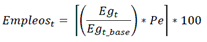 Empleos_t = [(Eg_t / Eg_t_base) * Pe] * 100